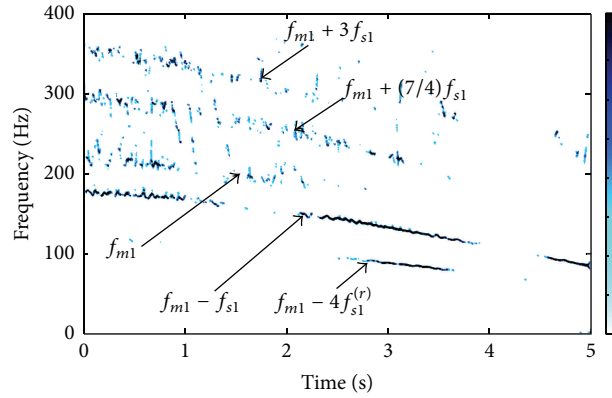 400
300
200
100
0
Frequency (Hz)
0
1
2
3
4
5
Time (s)
f_{m1} + 3f_{s1}
f_{m1} + (7/4)f_{s1}
f_{m1}
f_{m1} − f_{s1}
f_{m1} − 4f_{s1}^{(r)}